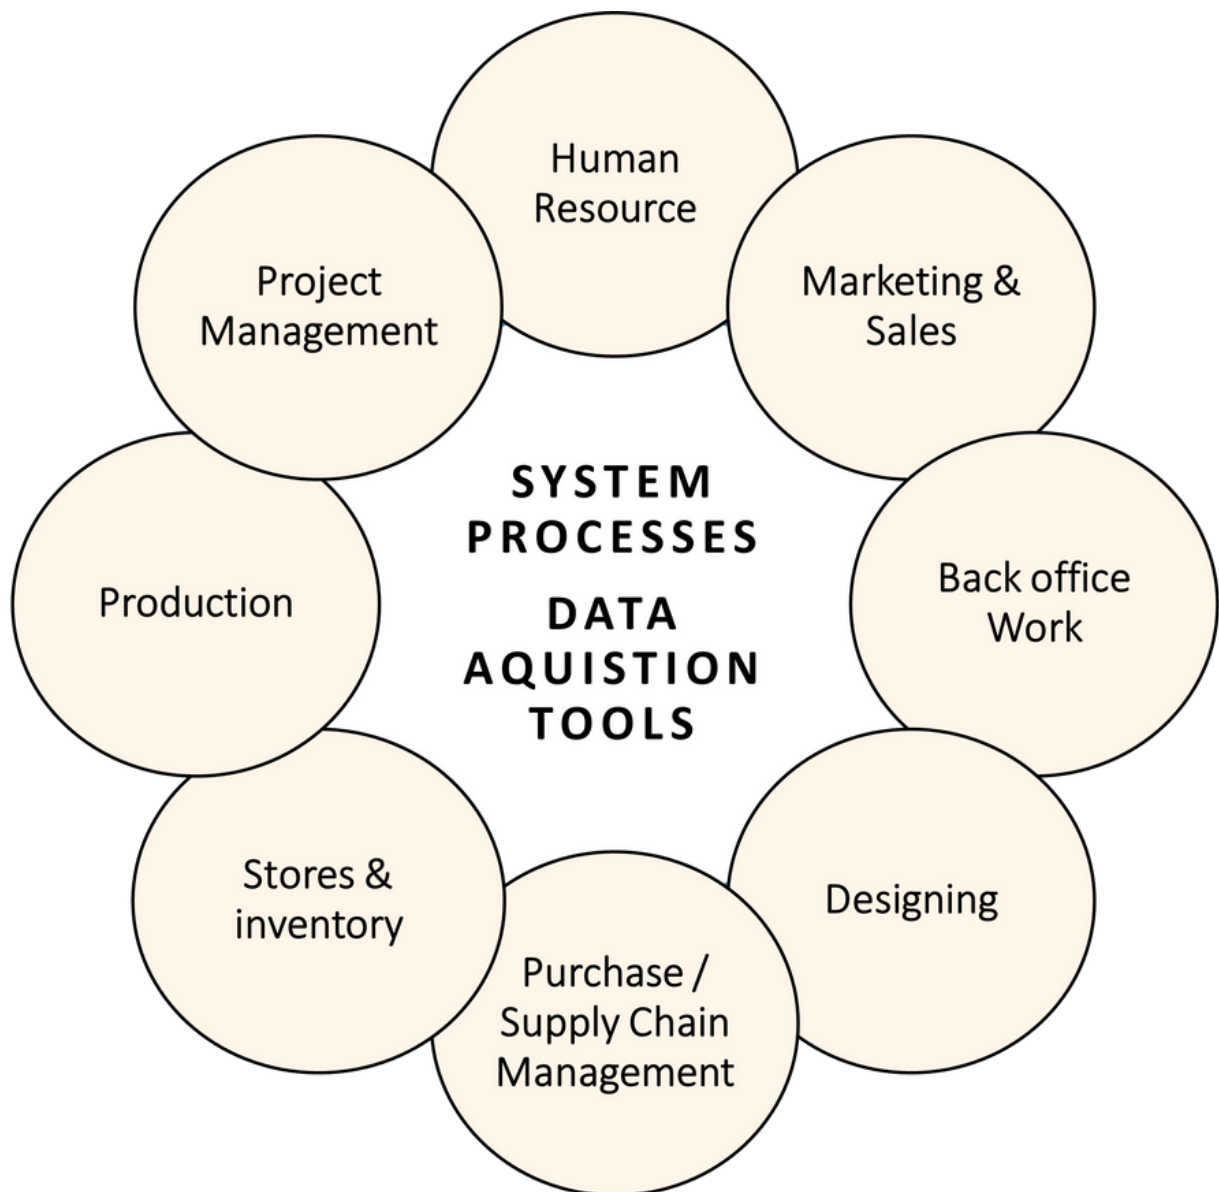 Human
Resource
Marketing &
Sales
Back office
Work
Designing
Purchase /
Supply Chain
Management
Stores &
inventory
Production
Project
Management
SYSTEM
PROCESSES
DATA
AQUISTION
TOOLS